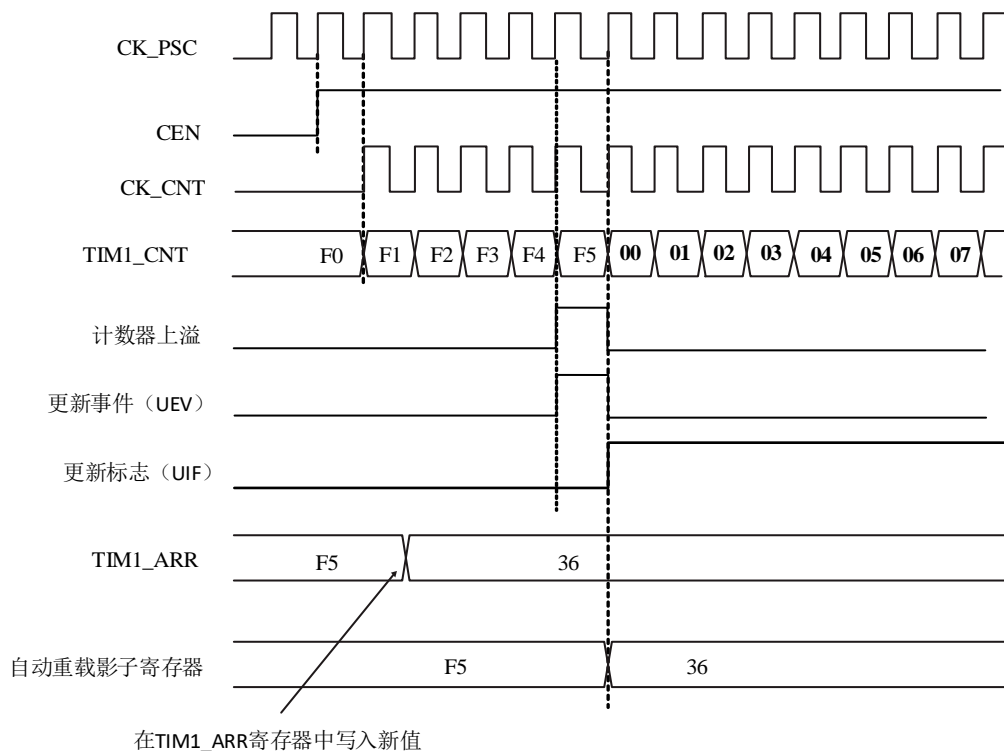 CK_PSC
CEN
CK_CNT
TIM1_CNT F0 F1 F2 F3 F4 F5 00 01 02 03 04 05 06 07
计数器上溢
更新事件（UEV）
更新标志（UIF）
TIM1_ARR F5 36
自动重载影子寄存器 F5 36
在TIM1_ARR寄存器中写入新值